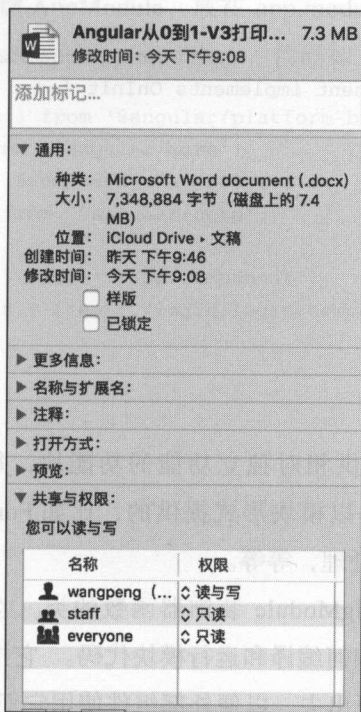 Angular从0到1-V3打印... 7.3 MB
修改时间：今天 下午9:08
添加标记...
▼ 通用：
种类： Microsoft Word document (.docx)
大小： 7,348,884 字节（磁盘上的 7.4
MB）
位置： iCloud Drive ▸ 文稿
创建时间： 昨天 下午9:46
修改时间： 今天 下午9:08
样版
已锁定
▶ 更多信息：
▶ 名称与扩展名：
▶ 注释：
▶ 打开方式：
▶ 预览：
▼ 共享与权限：
您可以读与写
名称 权限
wangpeng（... 读与写
staff 只读
everyone 只读